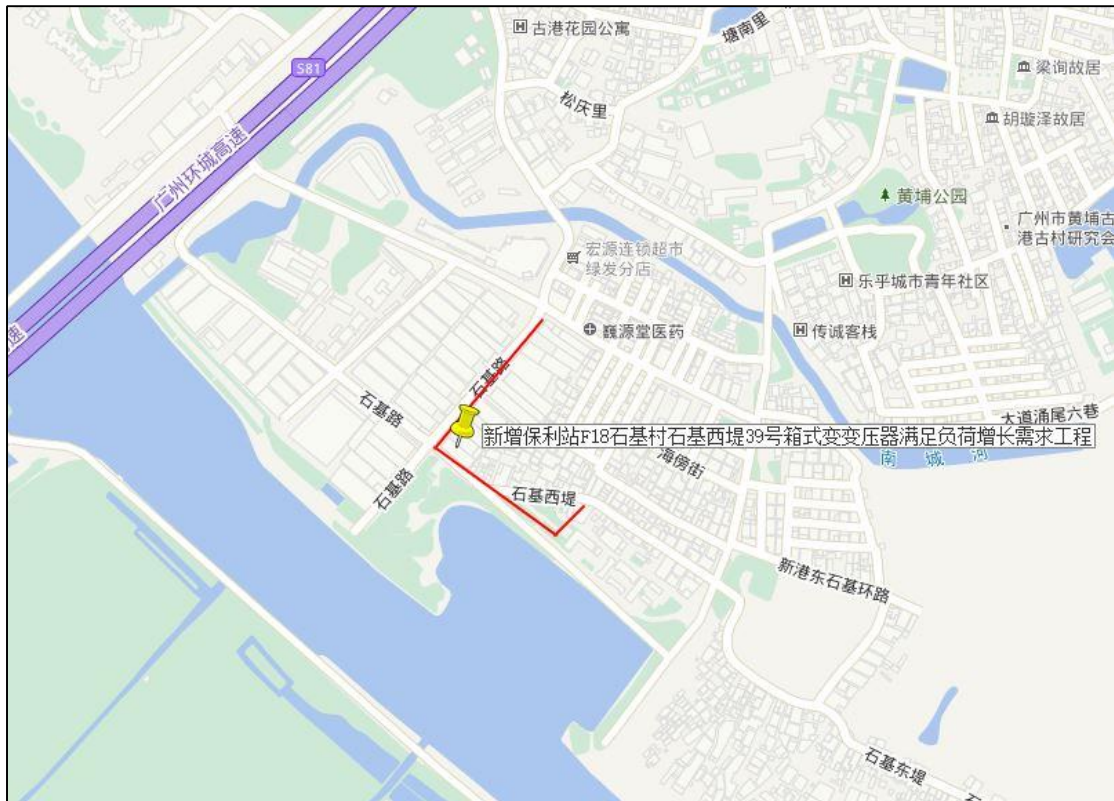 古港花园公寓
塘南里
S81
梁询故居
松庆里
胡璇泽故居
广州环城高速
黄埔公园
广州市黄埔古
港古村研究会
宏源连锁超市
绿发分店
乐乎城市青年社区
巍源堂医药
传诚客栈
速
石基路
石基路
大道涌尾六巷
新增保利站F18石基村石基西堤39号箱式变变压器满足负荷增长需求工程
南城河
海傍街
石基路
石基西堤
新港东石基环路
石基东堤
石